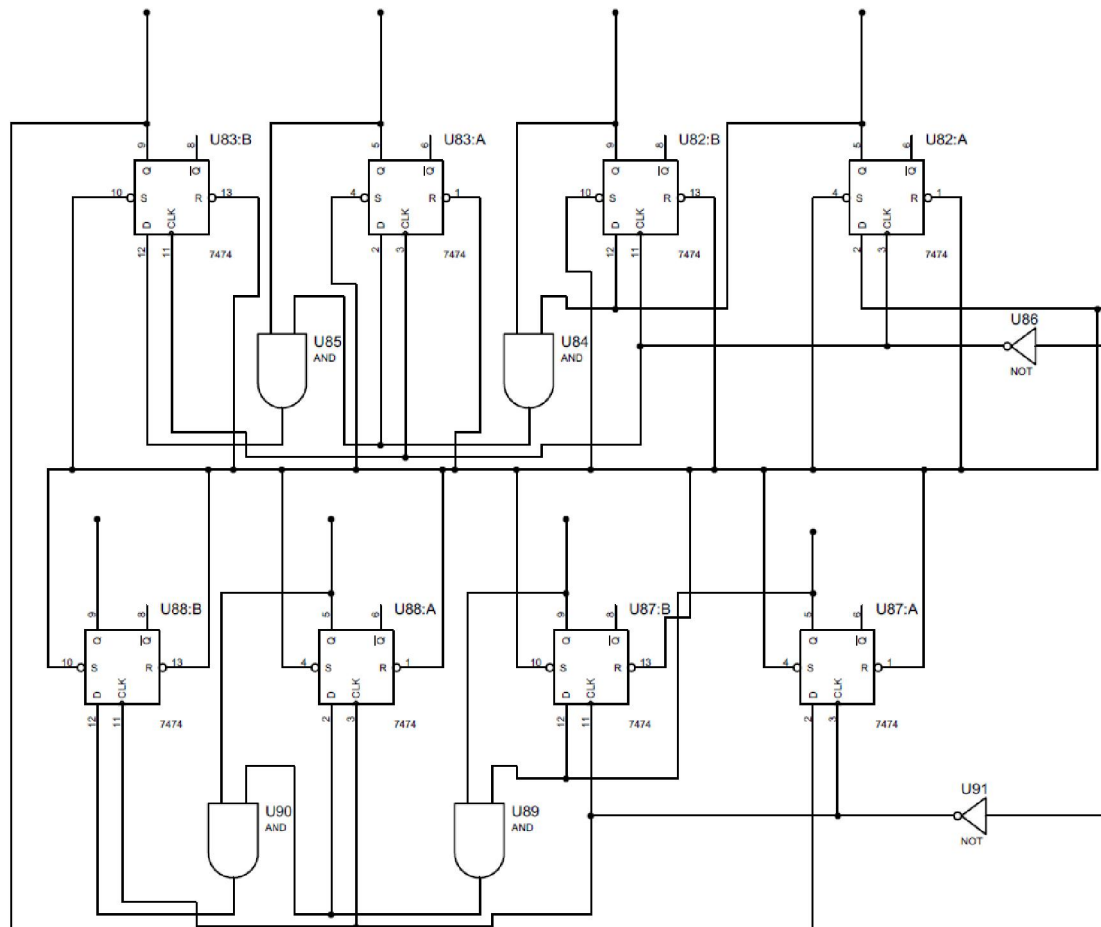 U83:B
U83:A
U82:B
U82:A
9
8
5
6
9
8
5
6
Q
Q
Q
Q
Q
Q
Q
Q
10
S
R
13
4
S
R
1
10
S
R
13
4
S
R
1
D
CLK
D
CLK
D
CLK
D
CLK
12
11
7474
2
3
7474
12
11
7474
2
3
7474
U85
AND
U84
AND
U86
NOT
U88:B
U88:A
U87:B
U87:A
9
8
5
6
9
8
5
6
Q
Q
Q
Q
Q
Q
Q
Q
10
S
R
13
4
S
R
1
10
S
R
13
4
S
R
1
D
CLK
D
CLK
D
CLK
D
CLK
12
11
7474
2
3
7474
12
11
7474
2
3
7474
U90
AND
U89
AND
U91
NOT